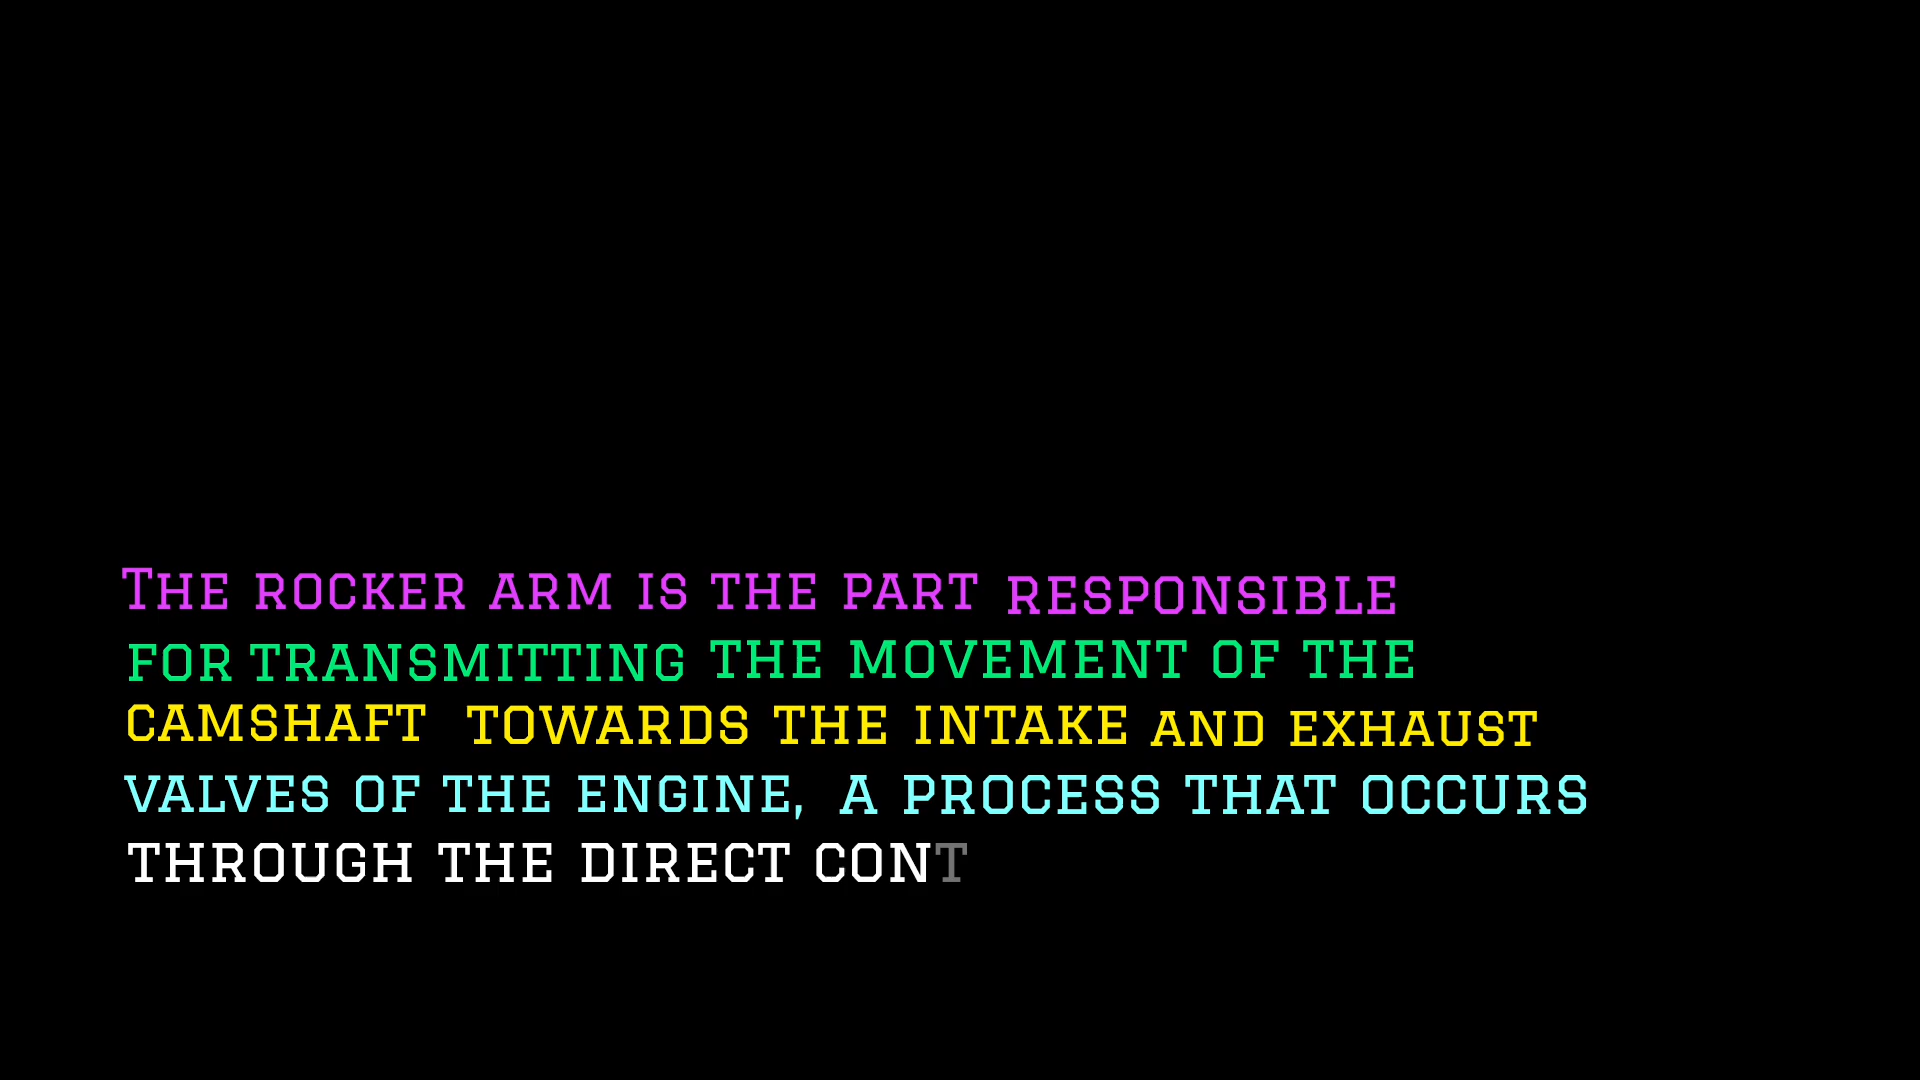 The rocker arm is the part responsible
for transmitting the movement of the
camshaft towards the intake and exhaust
valves of the engine, a process that occurs
through the direct cont